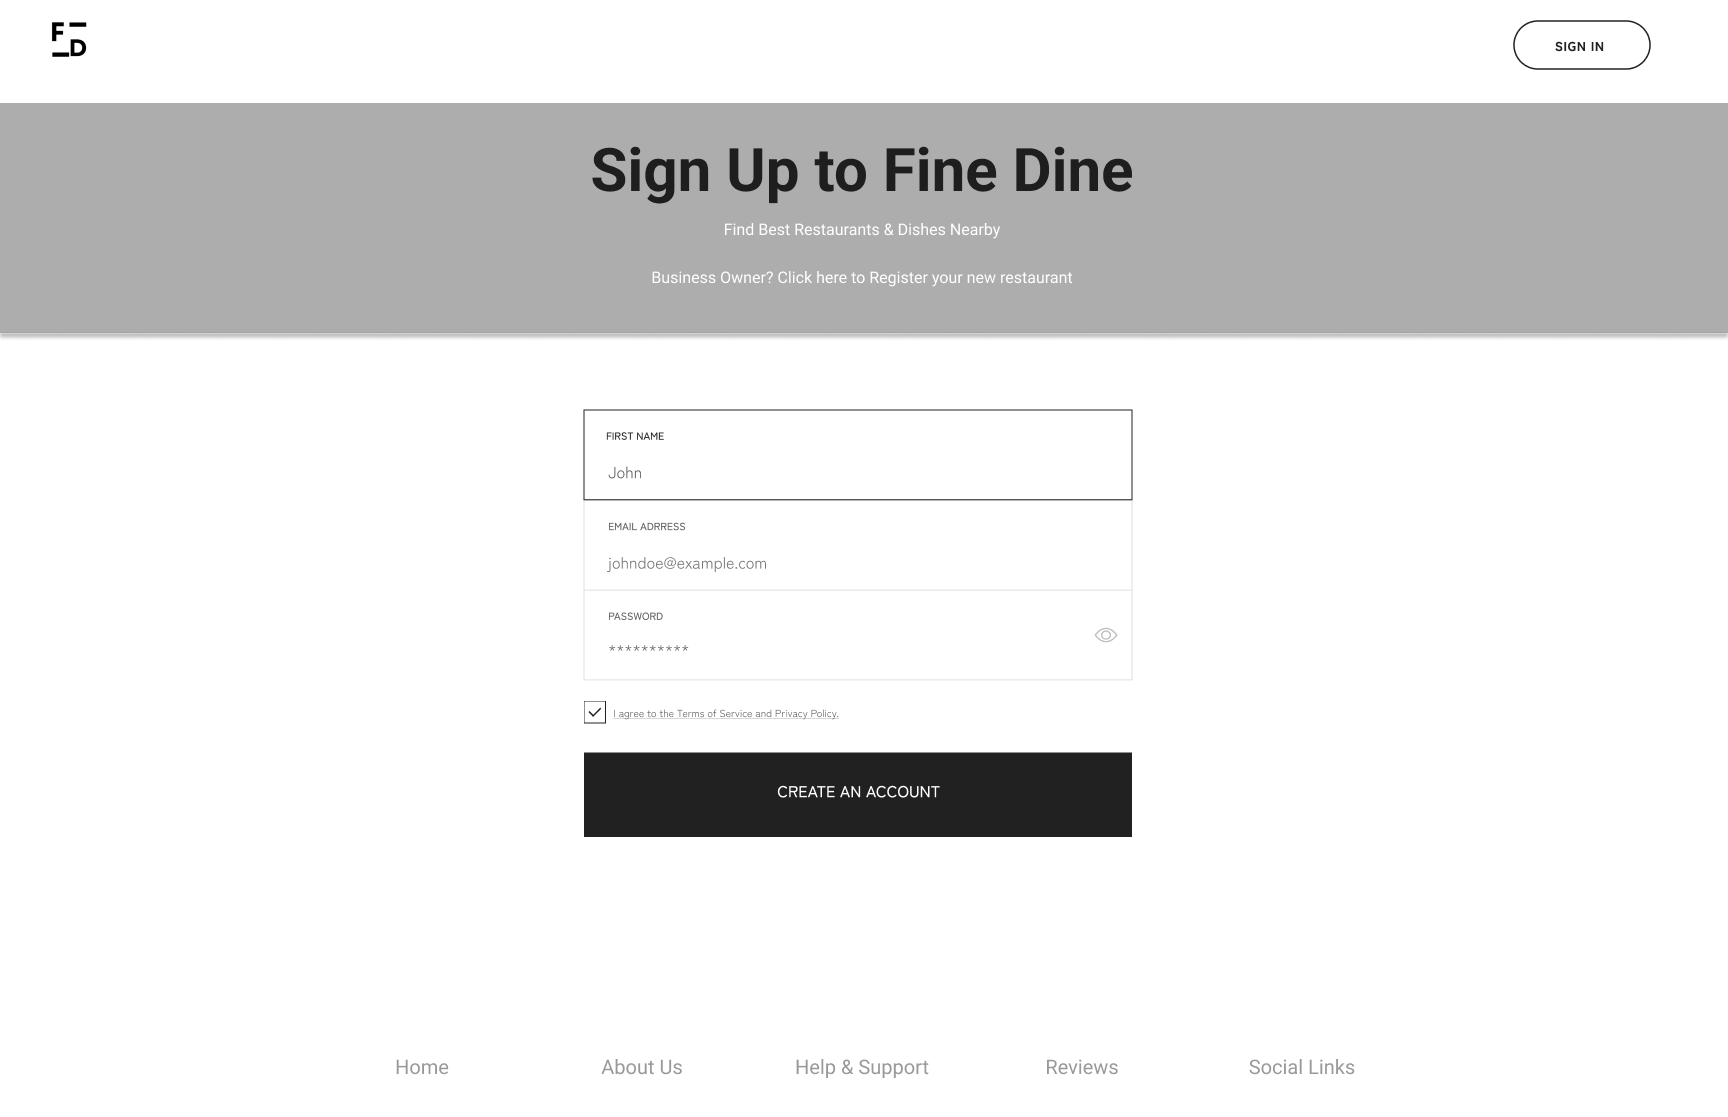 F
D
SIGN IN
Sign Up to Fine Dine
Find Best Restaurants & Dishes Nearby
Business Owner? Click here to Register your new restaurant
FIRST NAME
John
EMAIL ADRRESS
johndoe@example.com
PASSWORD
**********
I agree to the Terms of Service and Privacy Policy.
CREATE AN ACCOUNT
Home About Us Help & Support Reviews Social Links